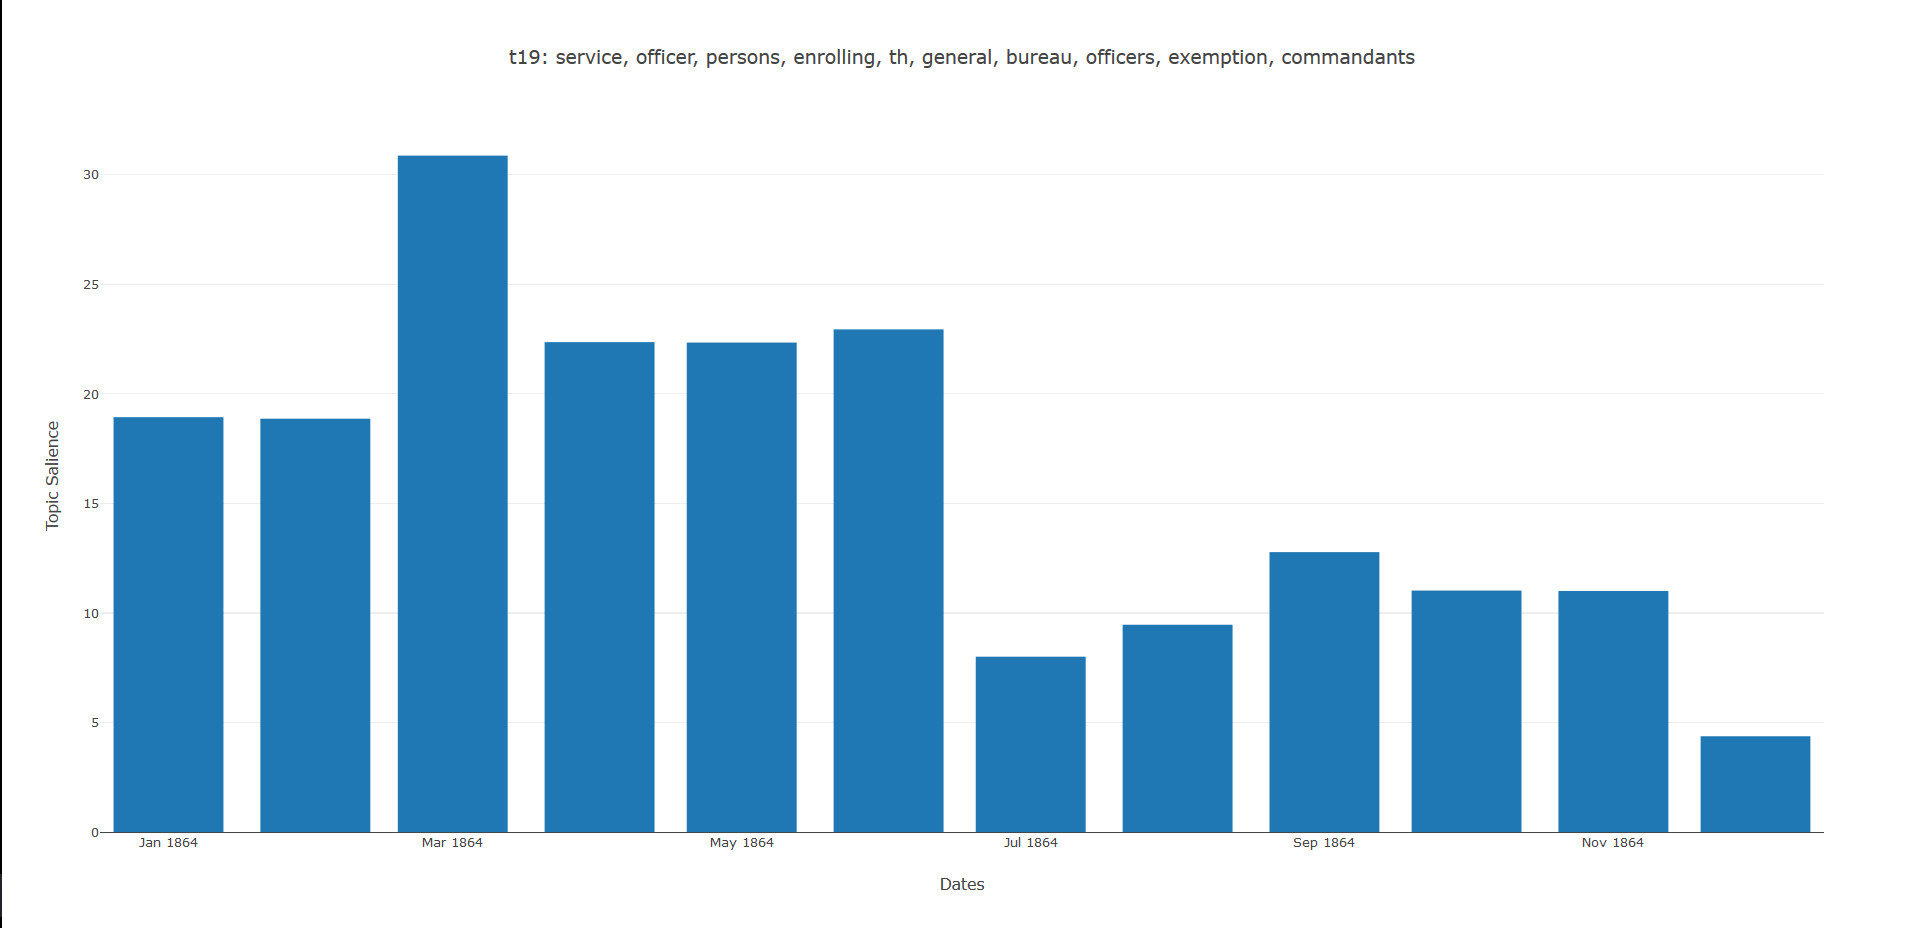 t19: service, officer, persons, enrolling, th, general, bureau, officers, exemption, commandants
30
25
20
15
10
5
0
Topic Salience
Jan 1864 Mar 1864 May 1864 Jul 1864 Sep 1864 Nov 1864
Dates